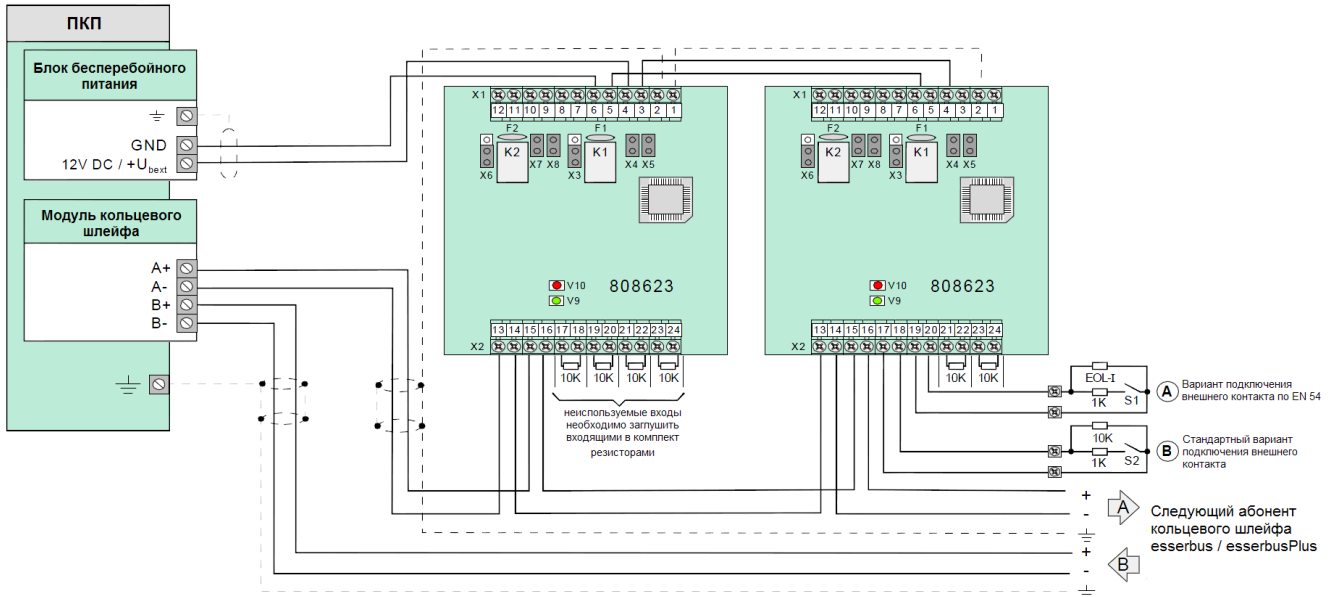 ПКП
Блок бесперебойного
питания
GND
12V DC / +Ubext
Модуль кольцевого
шлейфа
A+
A-
B+
B-
X1
12 11 10 9 8 7 6 5 4 3 2 1
F2
F1
K2
K1
X7 X8
X4 X5
X6
X3
V10
V9
808623
13 14 15 16 17 18 19 20 21 22 23 24
X2
10K 10K 10K 10K
неиспользуемые входы
необходимо заглушить
входящими в комплект
резисторами
X1
12 11 10 9 8 7 6 5 4 3 2 1
F2
F1
K2
K1
X7 X8
X4 X5
X6
X3
V10
V9
808623
13 14 15 16 17 18 19 20 21 22 23 24
X2
10K 10K
EOL-I
1K
S1
A
Вариант подключения
внешнего контакта по EN 54
10K
1K
S2
B
Стандартный вариант
подключения внешнего
контакта
+
-
A
Следующий абонент
кольцевого шлейфа
esserbus / esserbusPlus
+
-
B